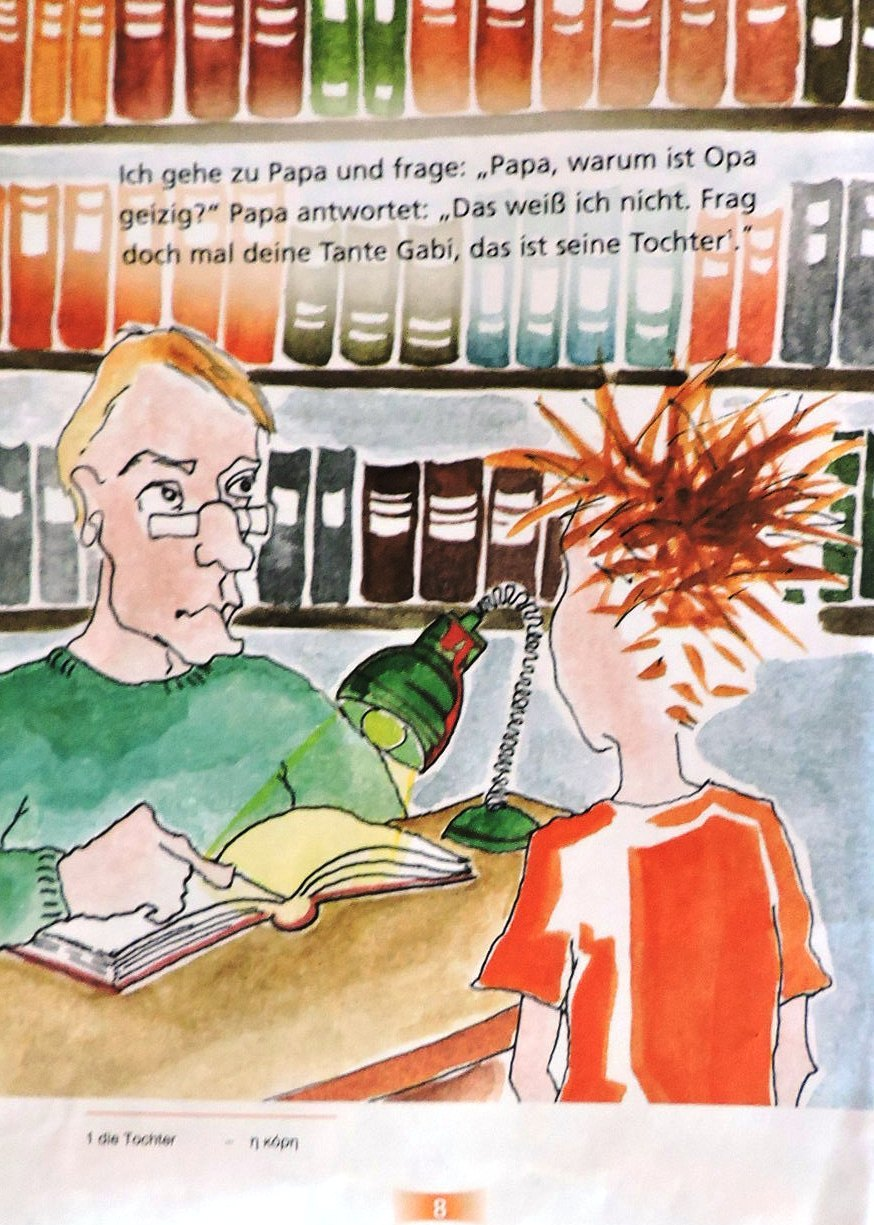 Ich gehe zu Papa und frage: „Papa, warum ist Opa
geizig?“ Papa antwortet: „Das weiß ich nicht. Frag
doch mal deine Tante Gabi, das ist seine Tochter¹.“
1 die Tochter – η κόρη
8